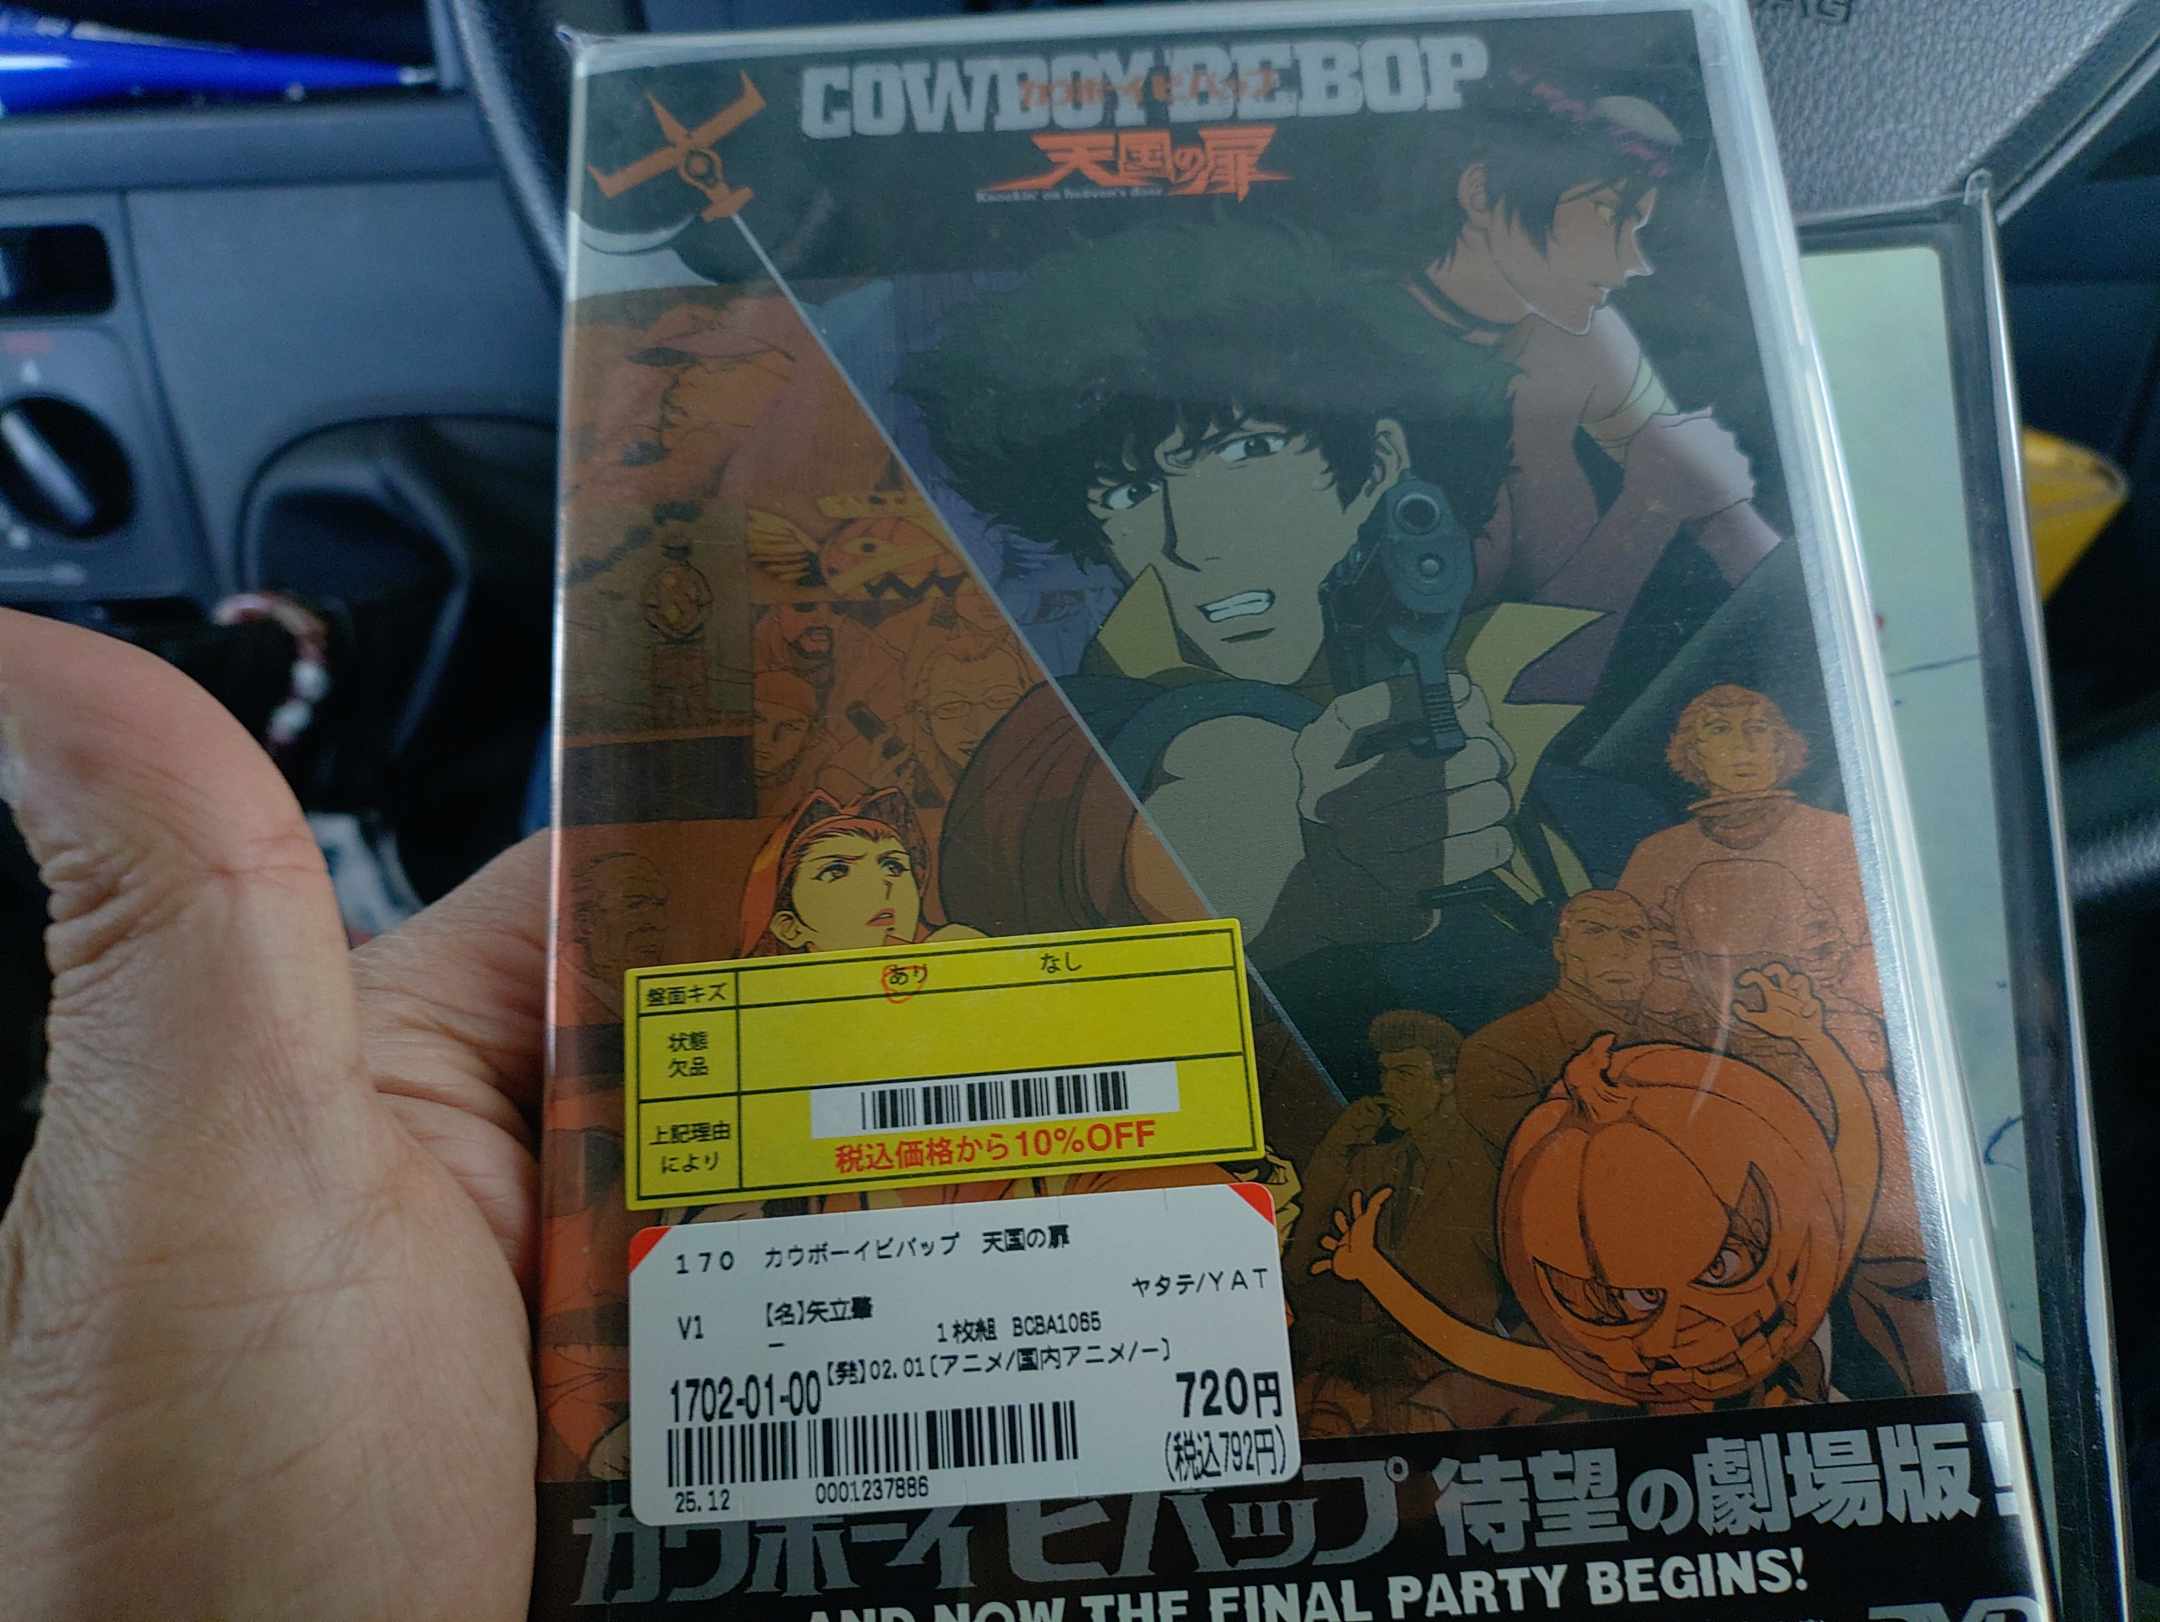 COWBOY BEBOP
カウボーイビバップ
天国の扉
Knockin' on heaven's door
盤面キズ あり なし
状態
欠品
上記理由
により
税込価格から10%OFF
170 カウボーイビバップ 天国の扉
ヤタテ/YAT
V1 【名】矢立肇
ー 1枚組 BCBA1065
1702-01-00 【発】02.01〔アニメ/国内アニメ/ー〕
720円
(税込792円)
25.12 0001237886
カウボーイビバップ 待望の劇場版!
AND NOW THE FINAL PARTY BEGINS!